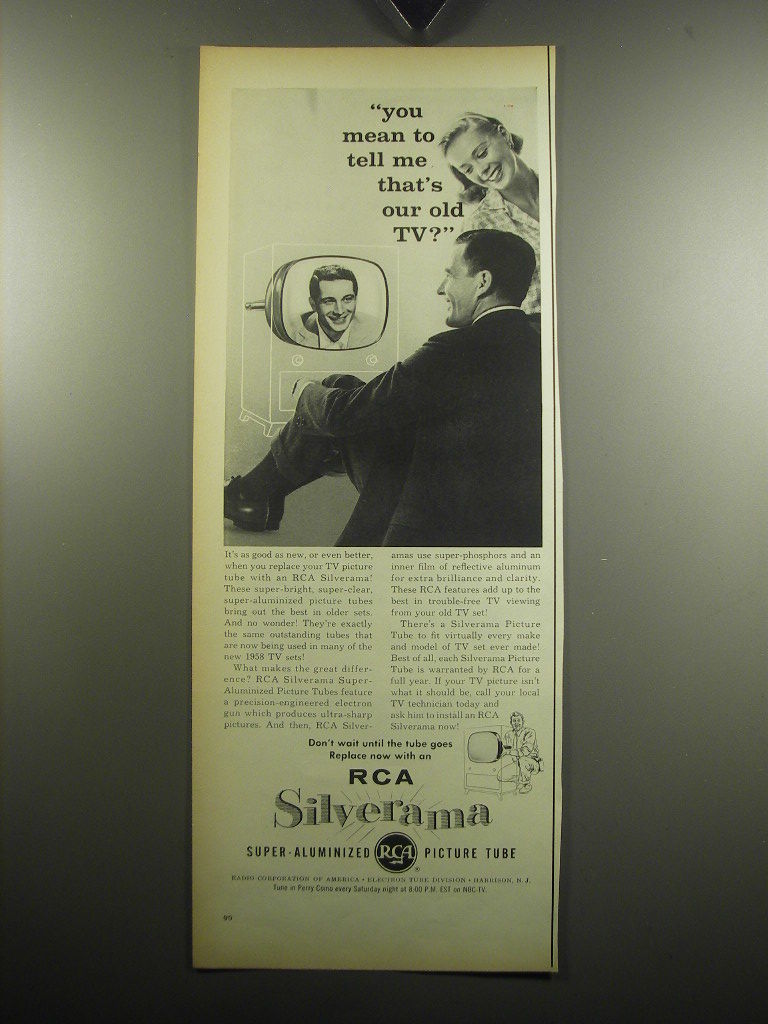 “you
mean to
tell me
that's
our old
TV?”
It's as good as new, or even better,
when you replace your TV picture
tube with an RCA Silverama!
These super-bright, super-clear,
super-aluminized picture tubes
bring out the best in older sets.
And no wonder! They're exactly
the same outstanding tubes that
are now being used in many of the
new 1958 TV sets!
What makes the great differ-
ence? RCA Silverama Super-
Aluminized Picture Tubes feature
a precision-engineered electron
gun which produces ultra-sharp
pictures. And then, RCA Silver-
amas use super-phosphors and an
inner film of reflective aluminum
for extra brilliance and clarity.
These RCA features add up to the
best in trouble-free TV viewing
from your old TV set!
There's a Silverama Picture
Tube to fit virtually every make
and model of TV set ever made!
Best of all, each Silverama Picture
Tube is warranted by RCA for a
full year. If your TV picture isn't
what it should be, call your local
TV technician today and
ask him to install an RCA
Silverama now!
Don't wait until the tube goes
Replace now with an
RCA
Silverama
SUPER-ALUMINIZED RCA ® PICTURE TUBE
RADIO CORPORATION OF AMERICA • ELECTRON TUBE DIVISION • HARRISON, N. J.
Tune in Perry Como every Saturday night at 8:00 P.M. EST on NBC-TV.